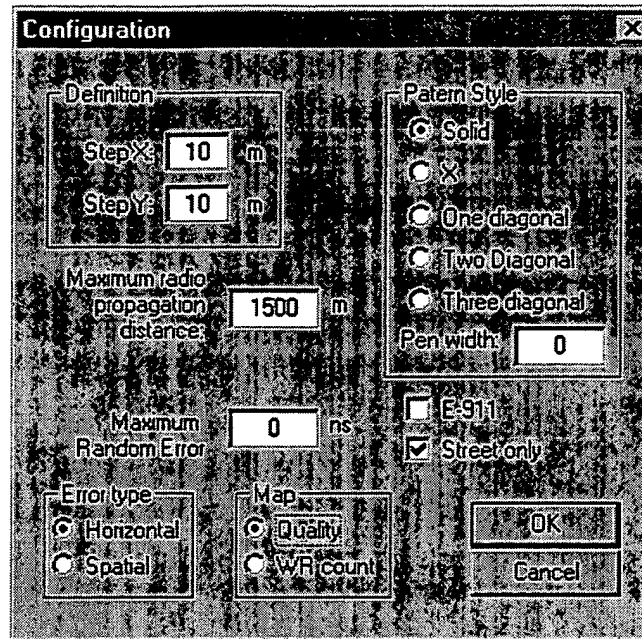 Configuration
Definition
Step X: 10 m
Step Y: 10 m
Maximum radio
propagation
distance: 1500 m
Maximum
Random Error 0 ns
Error type
Horizontal
Spatial
Map
Quality
WR count
Patern Style
Solid
X
One diagonal
Two Diagonal
Three diagonal
Pen width: 0
E-911
Street only
OK
Cancel